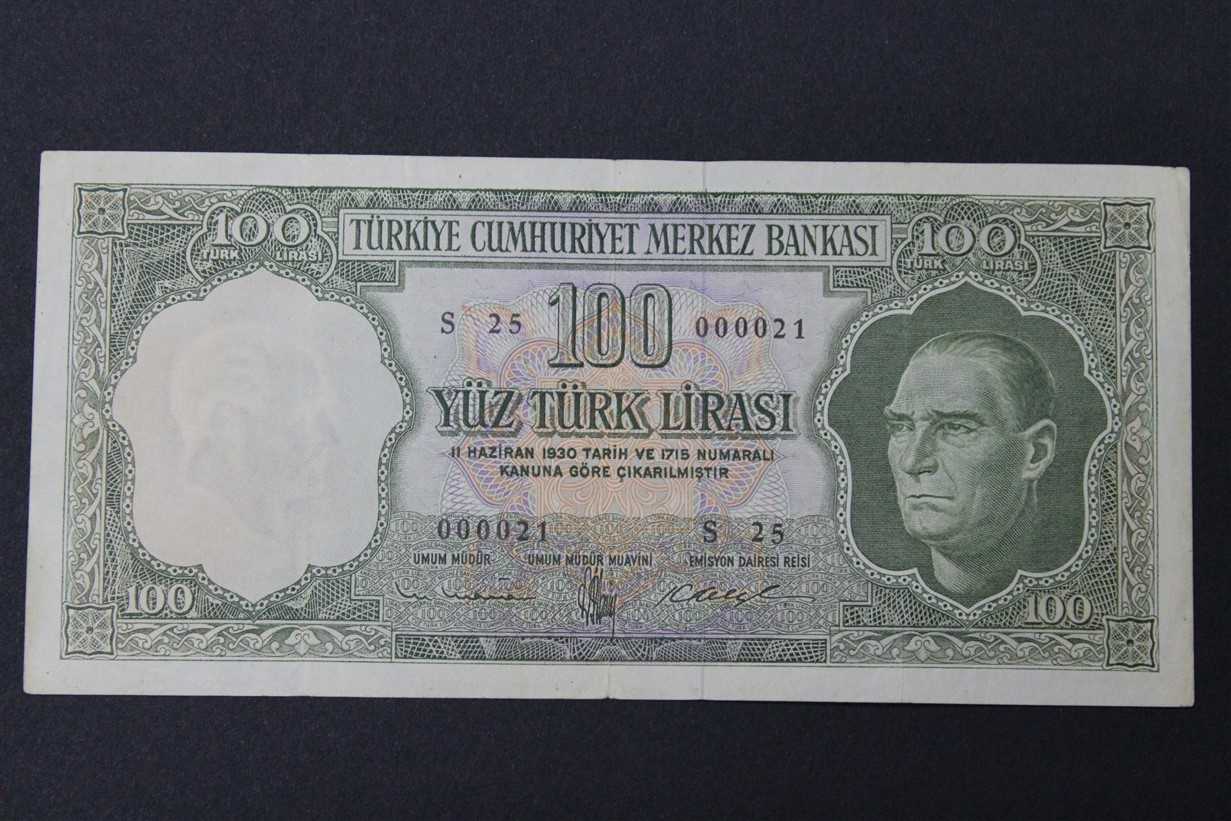 100 TÜRK LİRASI
TÜRKİYE CUMHURİYET MERKEZ BANKASI
100 TÜRK LİRASI
S 25 100 000021
YÜZ TÜRK LİRASI
11 HAZİRAN 1930 TARİH VE 1715 NUMARALI
KANUNA GÖRE ÇIKARILMIŞTIR
000021 S 25
UMUM MÜDÜR UMUM MÜDÜR MUAVİNİ EMİSYON DAİRESİ REİSİ
100 100